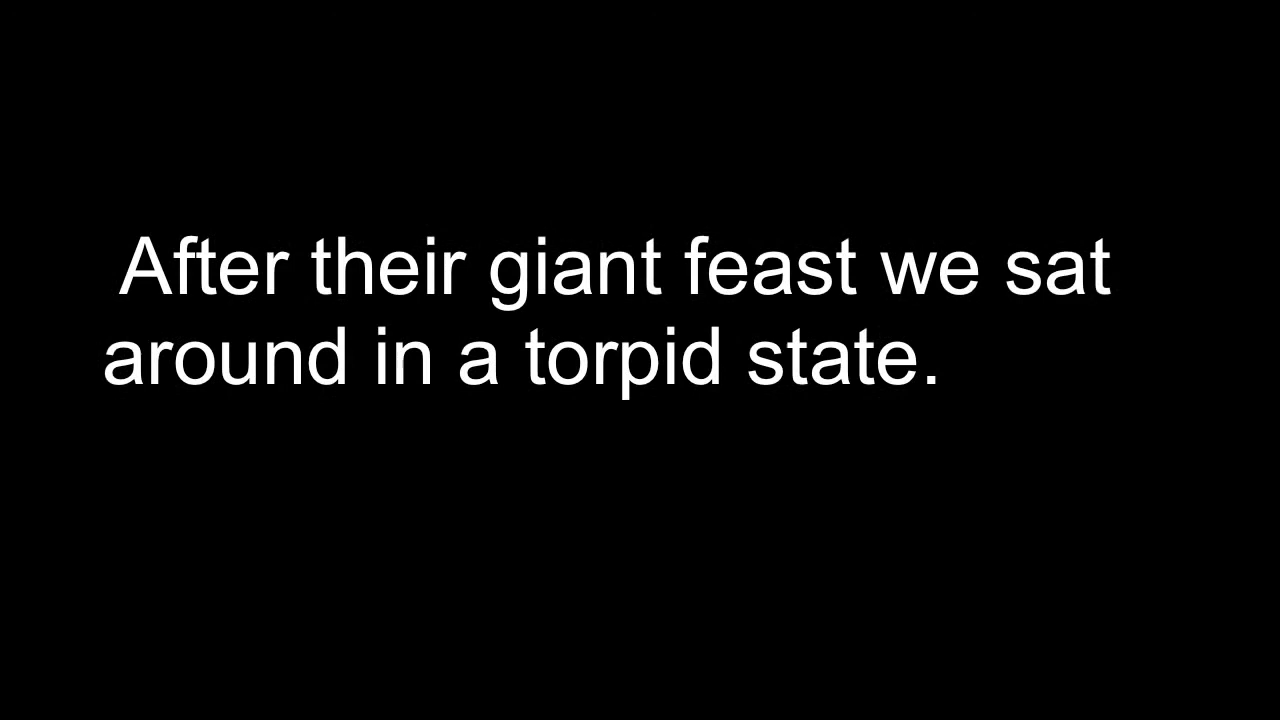 After their giant feast we sat
around in a torpid state.